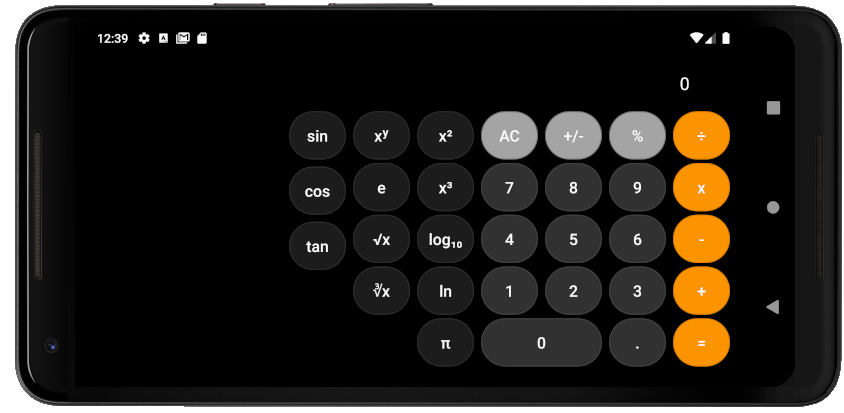 12:39
0
sin xʸ x² AC +/- % ÷
cos e x³ 7 8 9 x
tan √x log₁₀ 4 5 6 -
∛x ln 1 2 3 +
π 0 . =